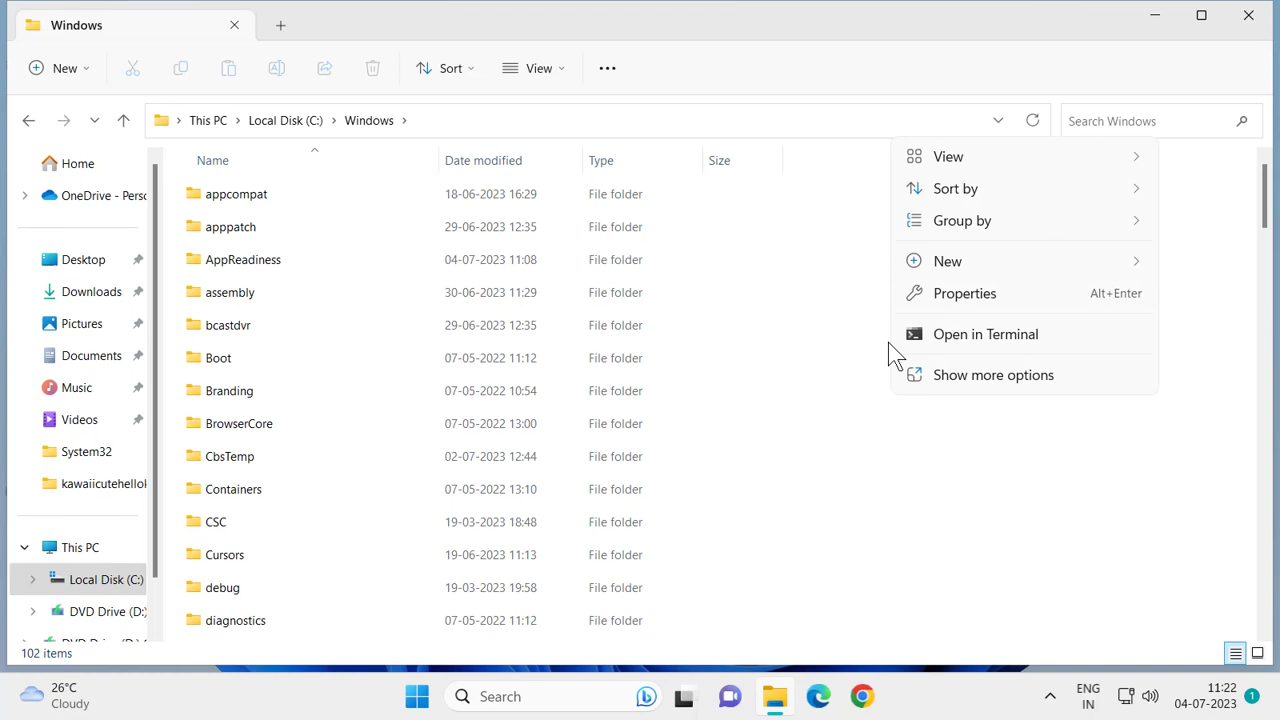 Windows
New
Sort
View
This PC
Local Disk (C:)
Windows
Search Windows
Home
OneDrive - Perso
Desktop
Downloads
Pictures
Documents
Music
Videos
System32
kawaiicutehellok
This PC
Local Disk (C:)
DVD Drive (D:)
Name Date modified Type Size
appcompat 18-06-2023 16:29 File folder
apppatch 29-06-2023 12:35 File folder
AppReadiness 04-07-2023 11:08 File folder
assembly 30-06-2023 11:29 File folder
bcastdvr 29-06-2023 12:35 File folder
Boot 07-05-2022 11:12 File folder
Branding 07-05-2022 10:54 File folder
BrowserCore 07-05-2022 13:00 File folder
CbsTemp 02-07-2023 12:44 File folder
Containers 07-05-2022 13:10 File folder
CSC 19-03-2023 18:48 File folder
Cursors 19-06-2023 11:13 File folder
debug 19-03-2023 19:58 File folder
diagnostics 07-05-2022 11:12 File folder
View
Sort by
Group by
New
Properties Alt+Enter
Open in Terminal
Show more options
102 items
26°C
Cloudy
Search
ENG
IN
11:22
04-07-2023
1